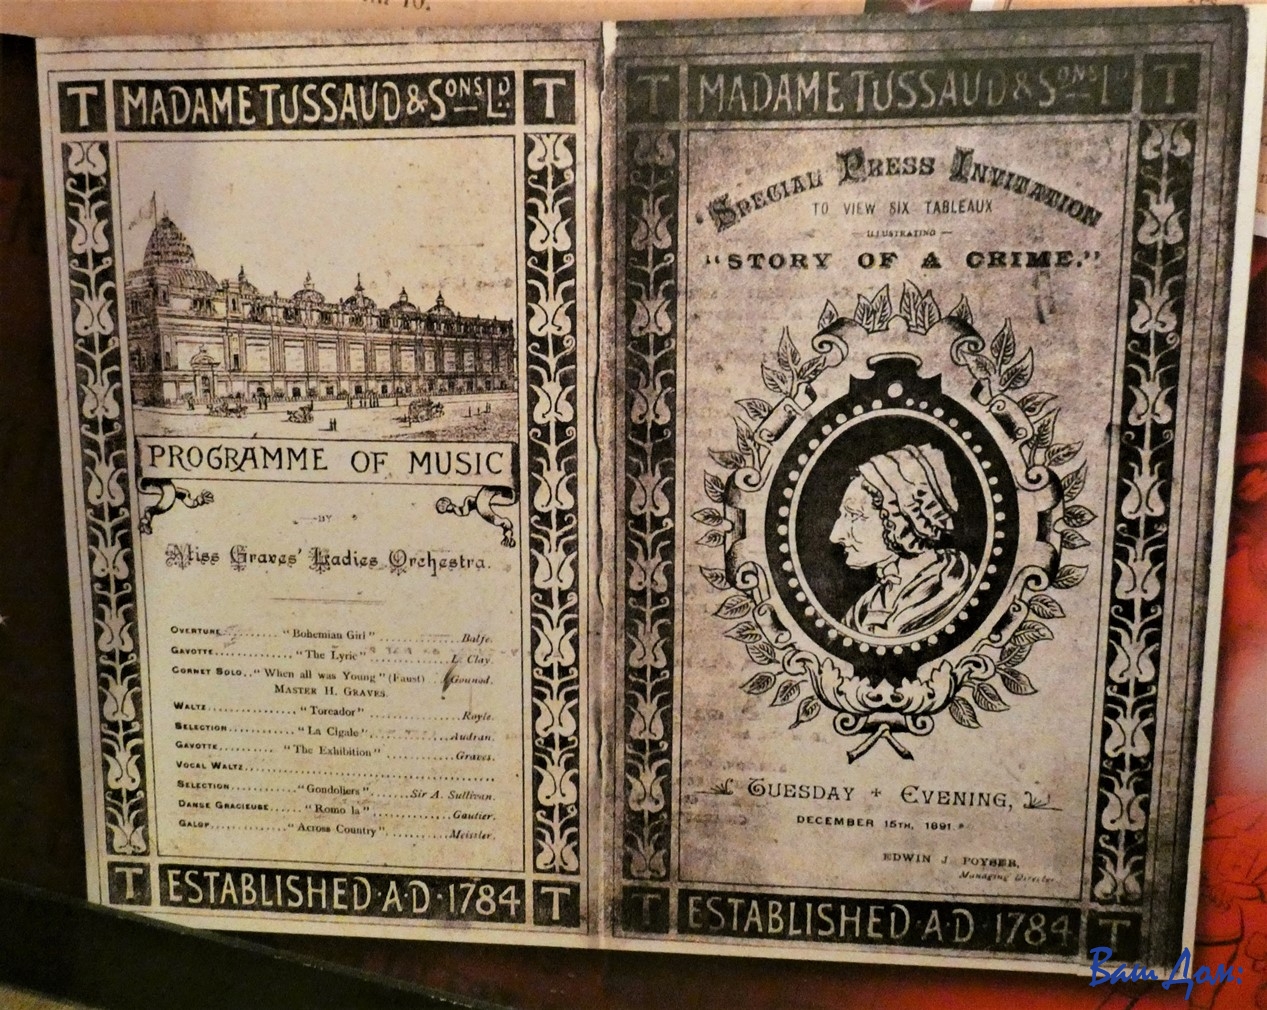 T MADAME TUSSAUD & SONS LD. T
PROGRAMME OF MUSIC
—BY
Miss Graves' Ladies Orchestra.
OVERTURE........ "Bohemian Girl" ............ Balfe.
GAVOTTE............ "The Lyric" ............ L. Clay.
CORNET SOLO.. "When all was Young" (Faust) ..Gounod.
MASTER H. GRAVES.
WALTZ.................. "Toreador" ................Royle.
SELECTION............... "La Cigale"..............Audran.
GAVOTTE........... "The Exhibition" ............ Graves.
VOCAL WALTZ........................................
SELECTION............."Gondoliers"......Sir A. Sullivan.
DANSE GRACIEUSE...... "Romo la"..............Gautier.
GALOP.............. "Across Country" ..........Meissler.
T ESTABLISHED·A·D·1784 T
T MADAME TUSSAUD & SONS LD T
SPECIAL PRESS INVITATION
TO VIEW SIX TABLEAUX
— ILLUSTRATING —
"STORY OF A CRIME."
TUESDAY + EVENING,
DECEMBER 15TH, 1891.
EDWIN J. POYSER,
Managing Director.
T ESTABLISHED·A·D·1784 T
Ваш Дом: